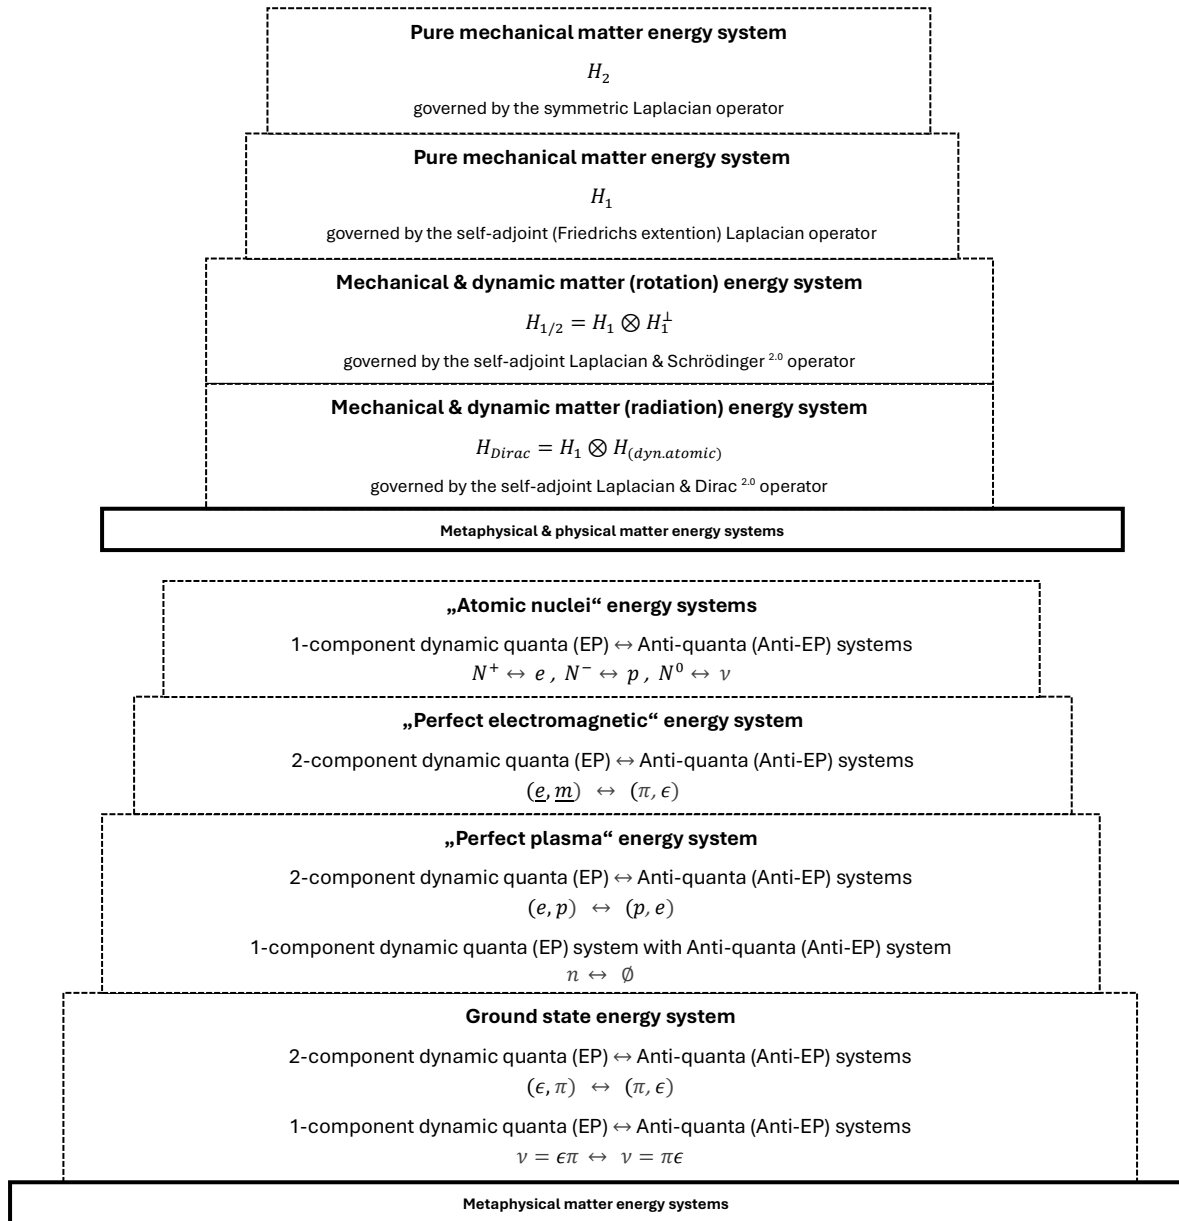 Pure mechanical matter energy system
H₂
governed by the symmetric Laplacian operator
Pure mechanical matter energy system
H₁
governed by the self-adjoint (Friedrichs extention) Laplacian operator
Mechanical & dynamic matter (rotation) energy system
H₁/₂ = H₁ ⊗ H₁⊥
governed by the self-adjoint Laplacian & Schrödinger 2.0 operator
Mechanical & dynamic matter (radiation) energy system
H_Dirac = H₁ ⊗ H_(dyn.atomic)
governed by the self-adjoint Laplacian & Dirac 2.0 operator
Metaphysical & physical matter energy systems
„Atomic nuclei“ energy systems
1-component dynamic quanta (EP) ↔ Anti-quanta (Anti-EP) systems
N⁺ ↔ e , N⁻ ↔ p , N⁰ ↔ ν
„Perfect electromagnetic“ energy system
2-component dynamic quanta (EP) ↔ Anti-quanta (Anti-EP) systems
(e, m) ↔ (π, ϵ)
„Perfect plasma“ energy system
2-component dynamic quanta (EP) ↔ Anti-quanta (Anti-EP) systems
(e, p) ↔ (p, e)
1-component dynamic quanta (EP) system with Anti-quanta (Anti-EP) system
n ↔ ∅
Ground state energy system
2-component dynamic quanta (EP) ↔ Anti-quanta (Anti-EP) systems
(ϵ, π) ↔ (π, ϵ)
1-component dynamic quanta (EP) ↔ Anti-quanta (Anti-EP) systems
ν = ϵπ ↔ ν = πϵ
Metaphysical matter energy systems